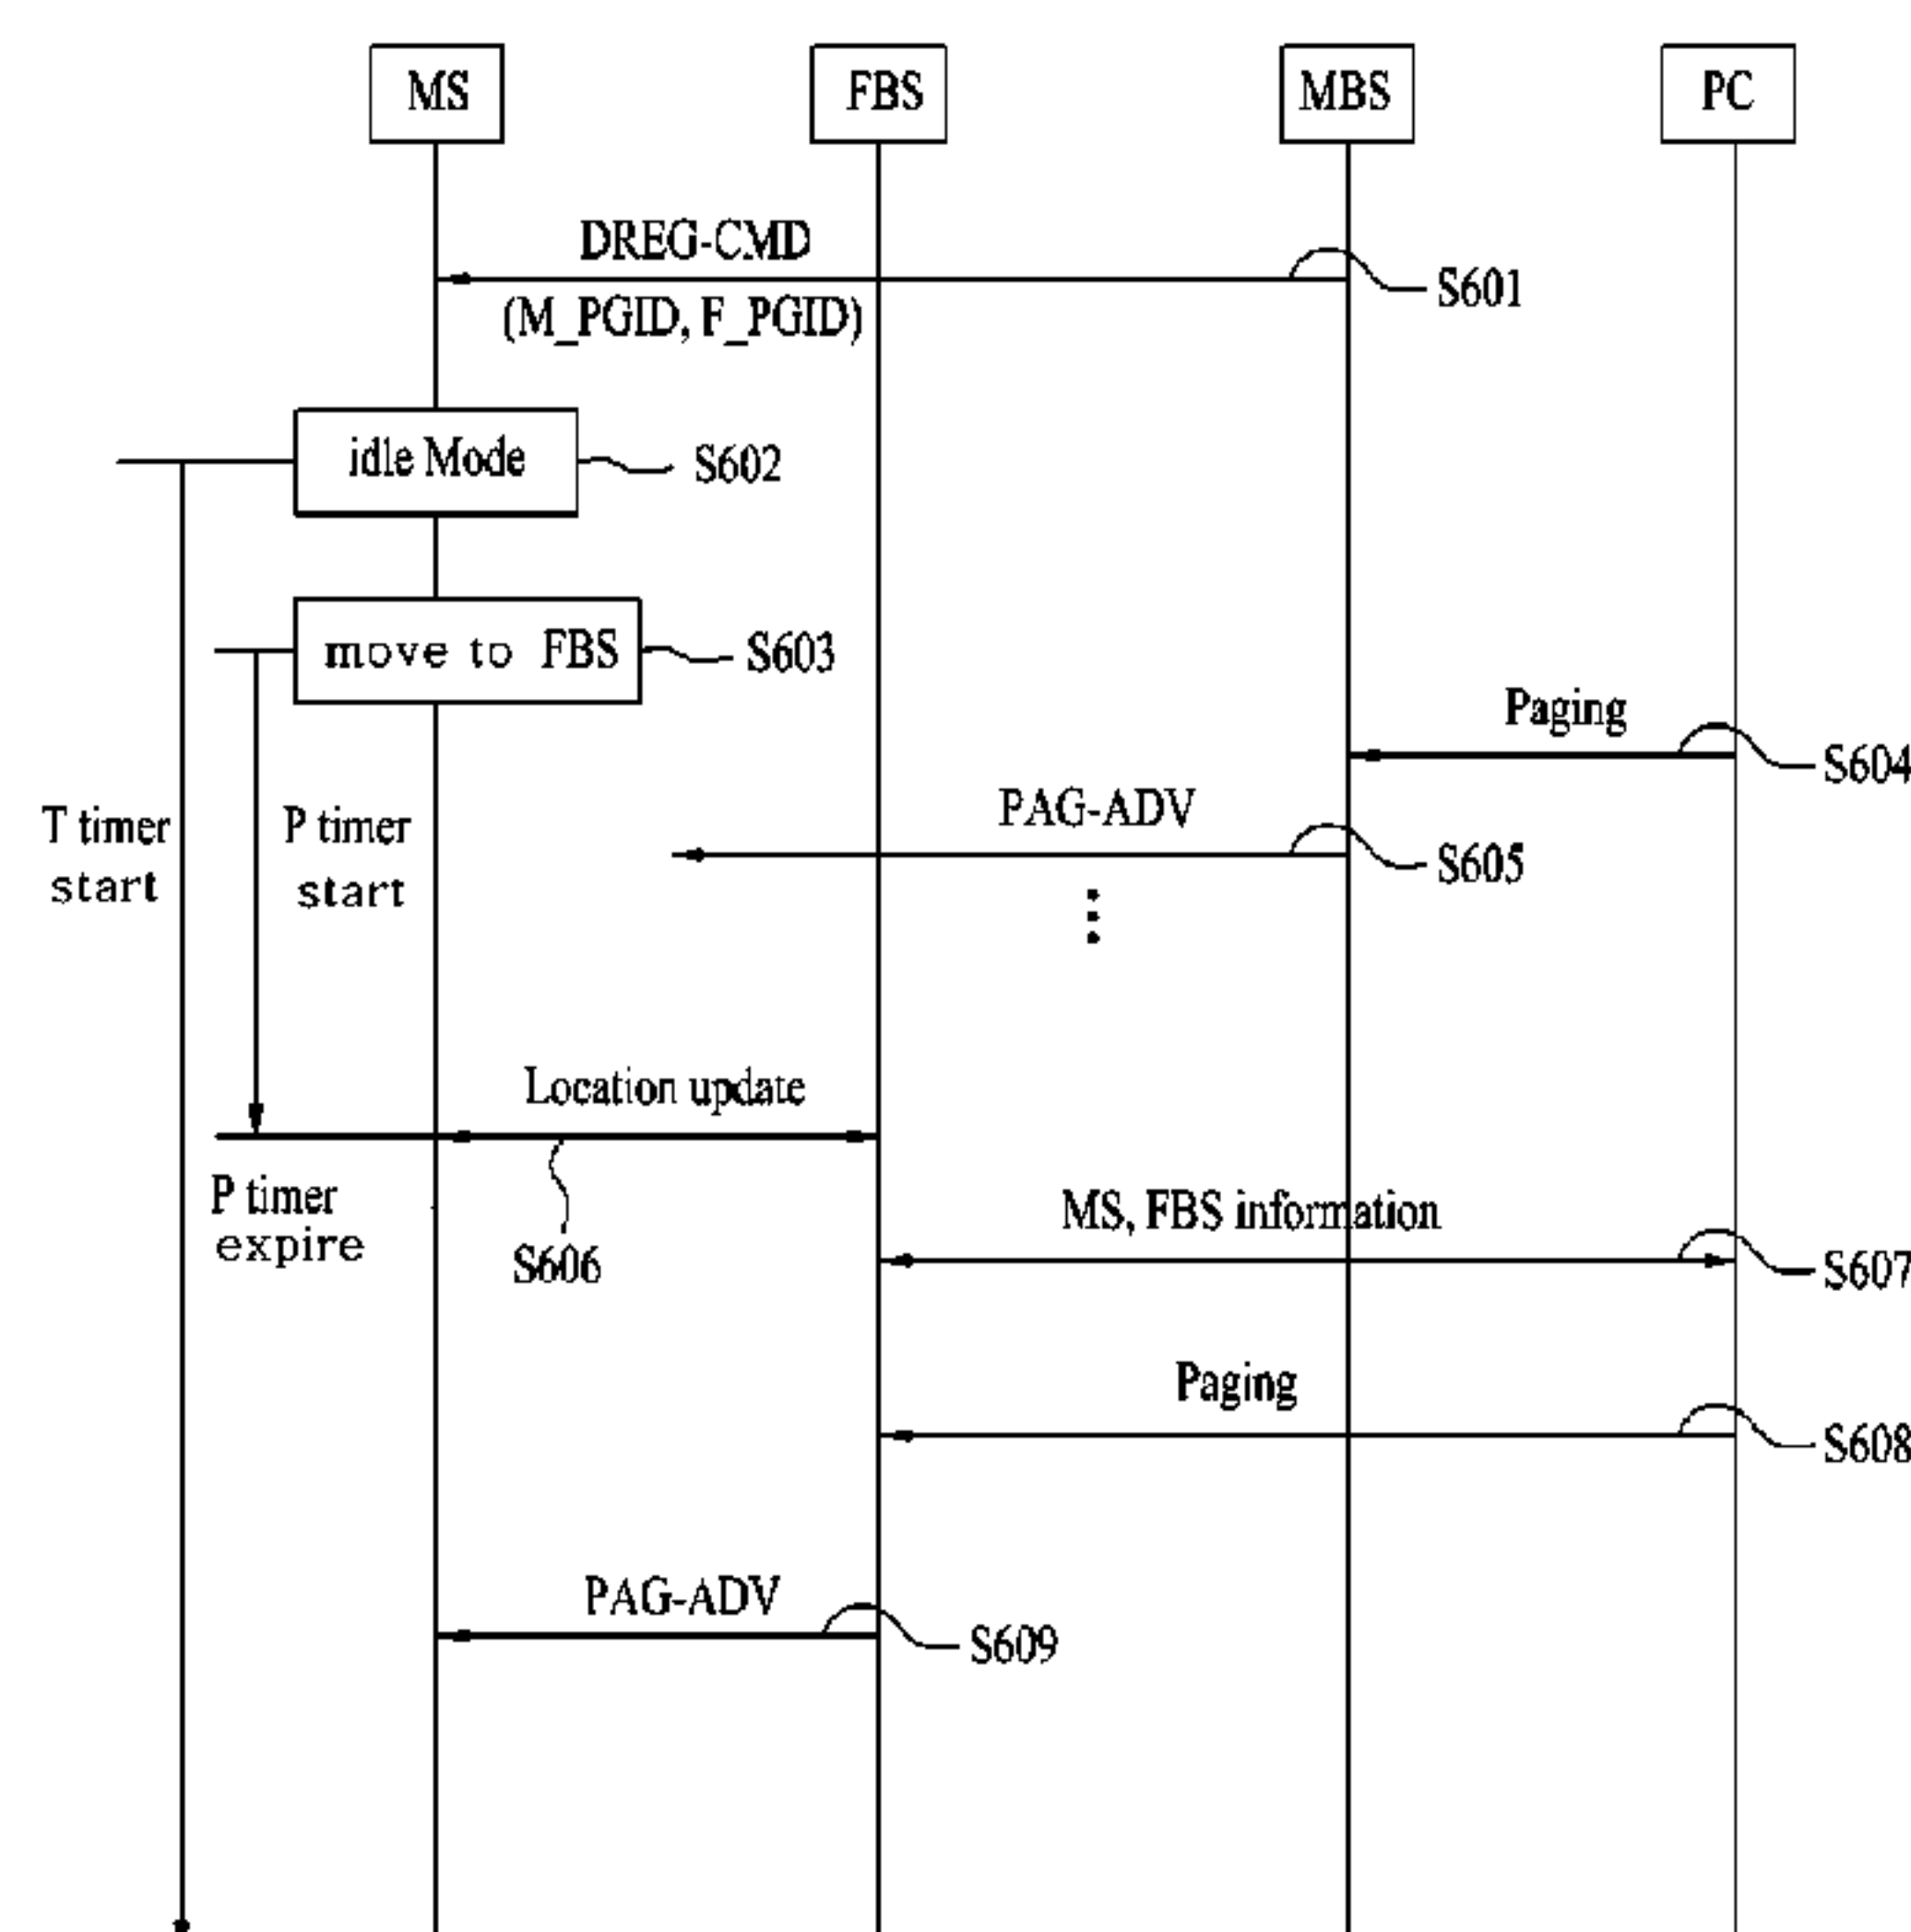 MS
FBS
MBS
PC
DREG-CMD
S601
(M_PGID, F_PGID)
idle Mode
S602
move to FBS
S603
Paging
S604
T timer
start
P timer
start
PAG-ADV
S605
Location update
P timer
expire
S606
MS, FBS information
S607
Paging
S608
PAG-ADV
S609